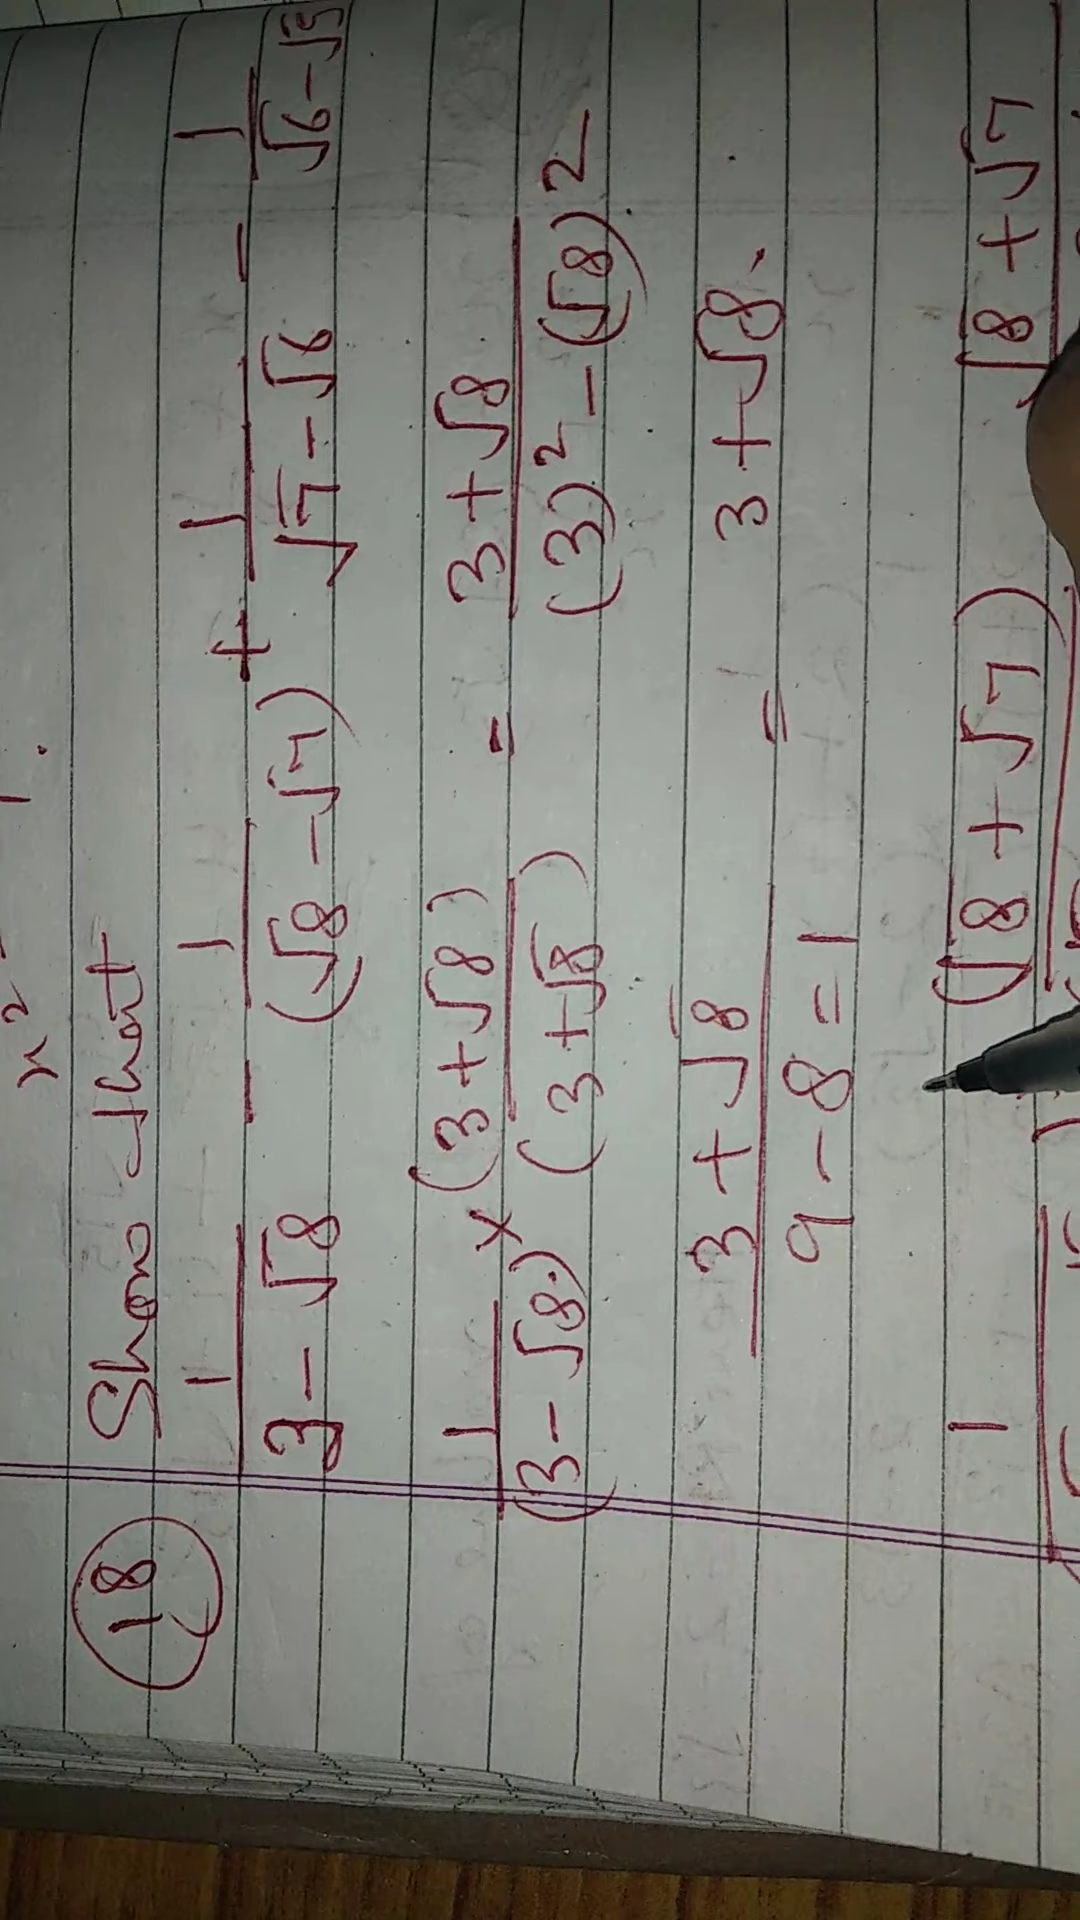 x² - 1.
18 Show that
1/(3 - √8) - 1/(√8 - √7) + 1/(√7 - √6) - 1/(√6 - √5)
1/(3 - √8) × (3 + √8)/(3 + √8) = (3 + √8)/((3)² - (√8)²)
(3 + √8)/(9 - 8 = 1) = 3 + √8.
1 (√8 + √7) √8 + √7